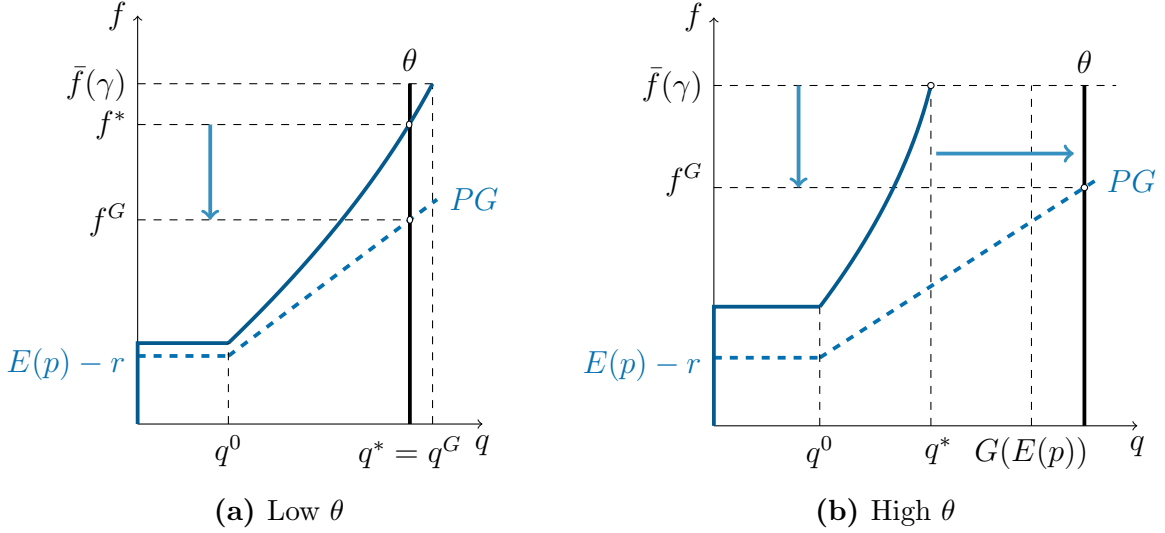 f
θ
f̄(γ)
f*
f^G
PG
E(p) − r
q^0
q* = q^G
q
(a) Low θ
f
θ
f̄(γ)
f^G
PG
E(p) − r
q^0
q*
G(E(p))
q
(b) High θ